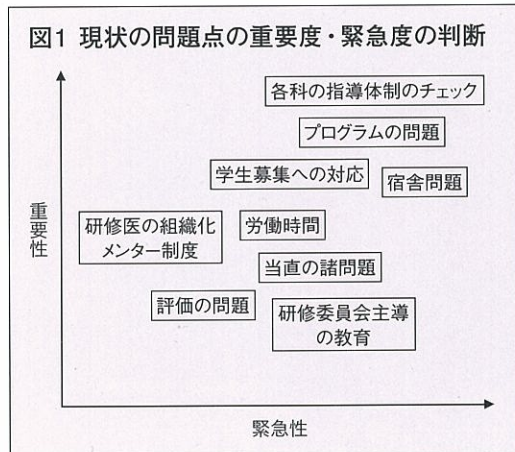 図1 現状の問題点の重要度・緊急度の判断
各科の指導体制のチェック
プログラムの問題
学生募集への対応
宿舎問題
重要性
研修医の組織化
メンター制度
労働時間
当直の諸問題
評価の問題
研修委員会主導
の教育
緊急性